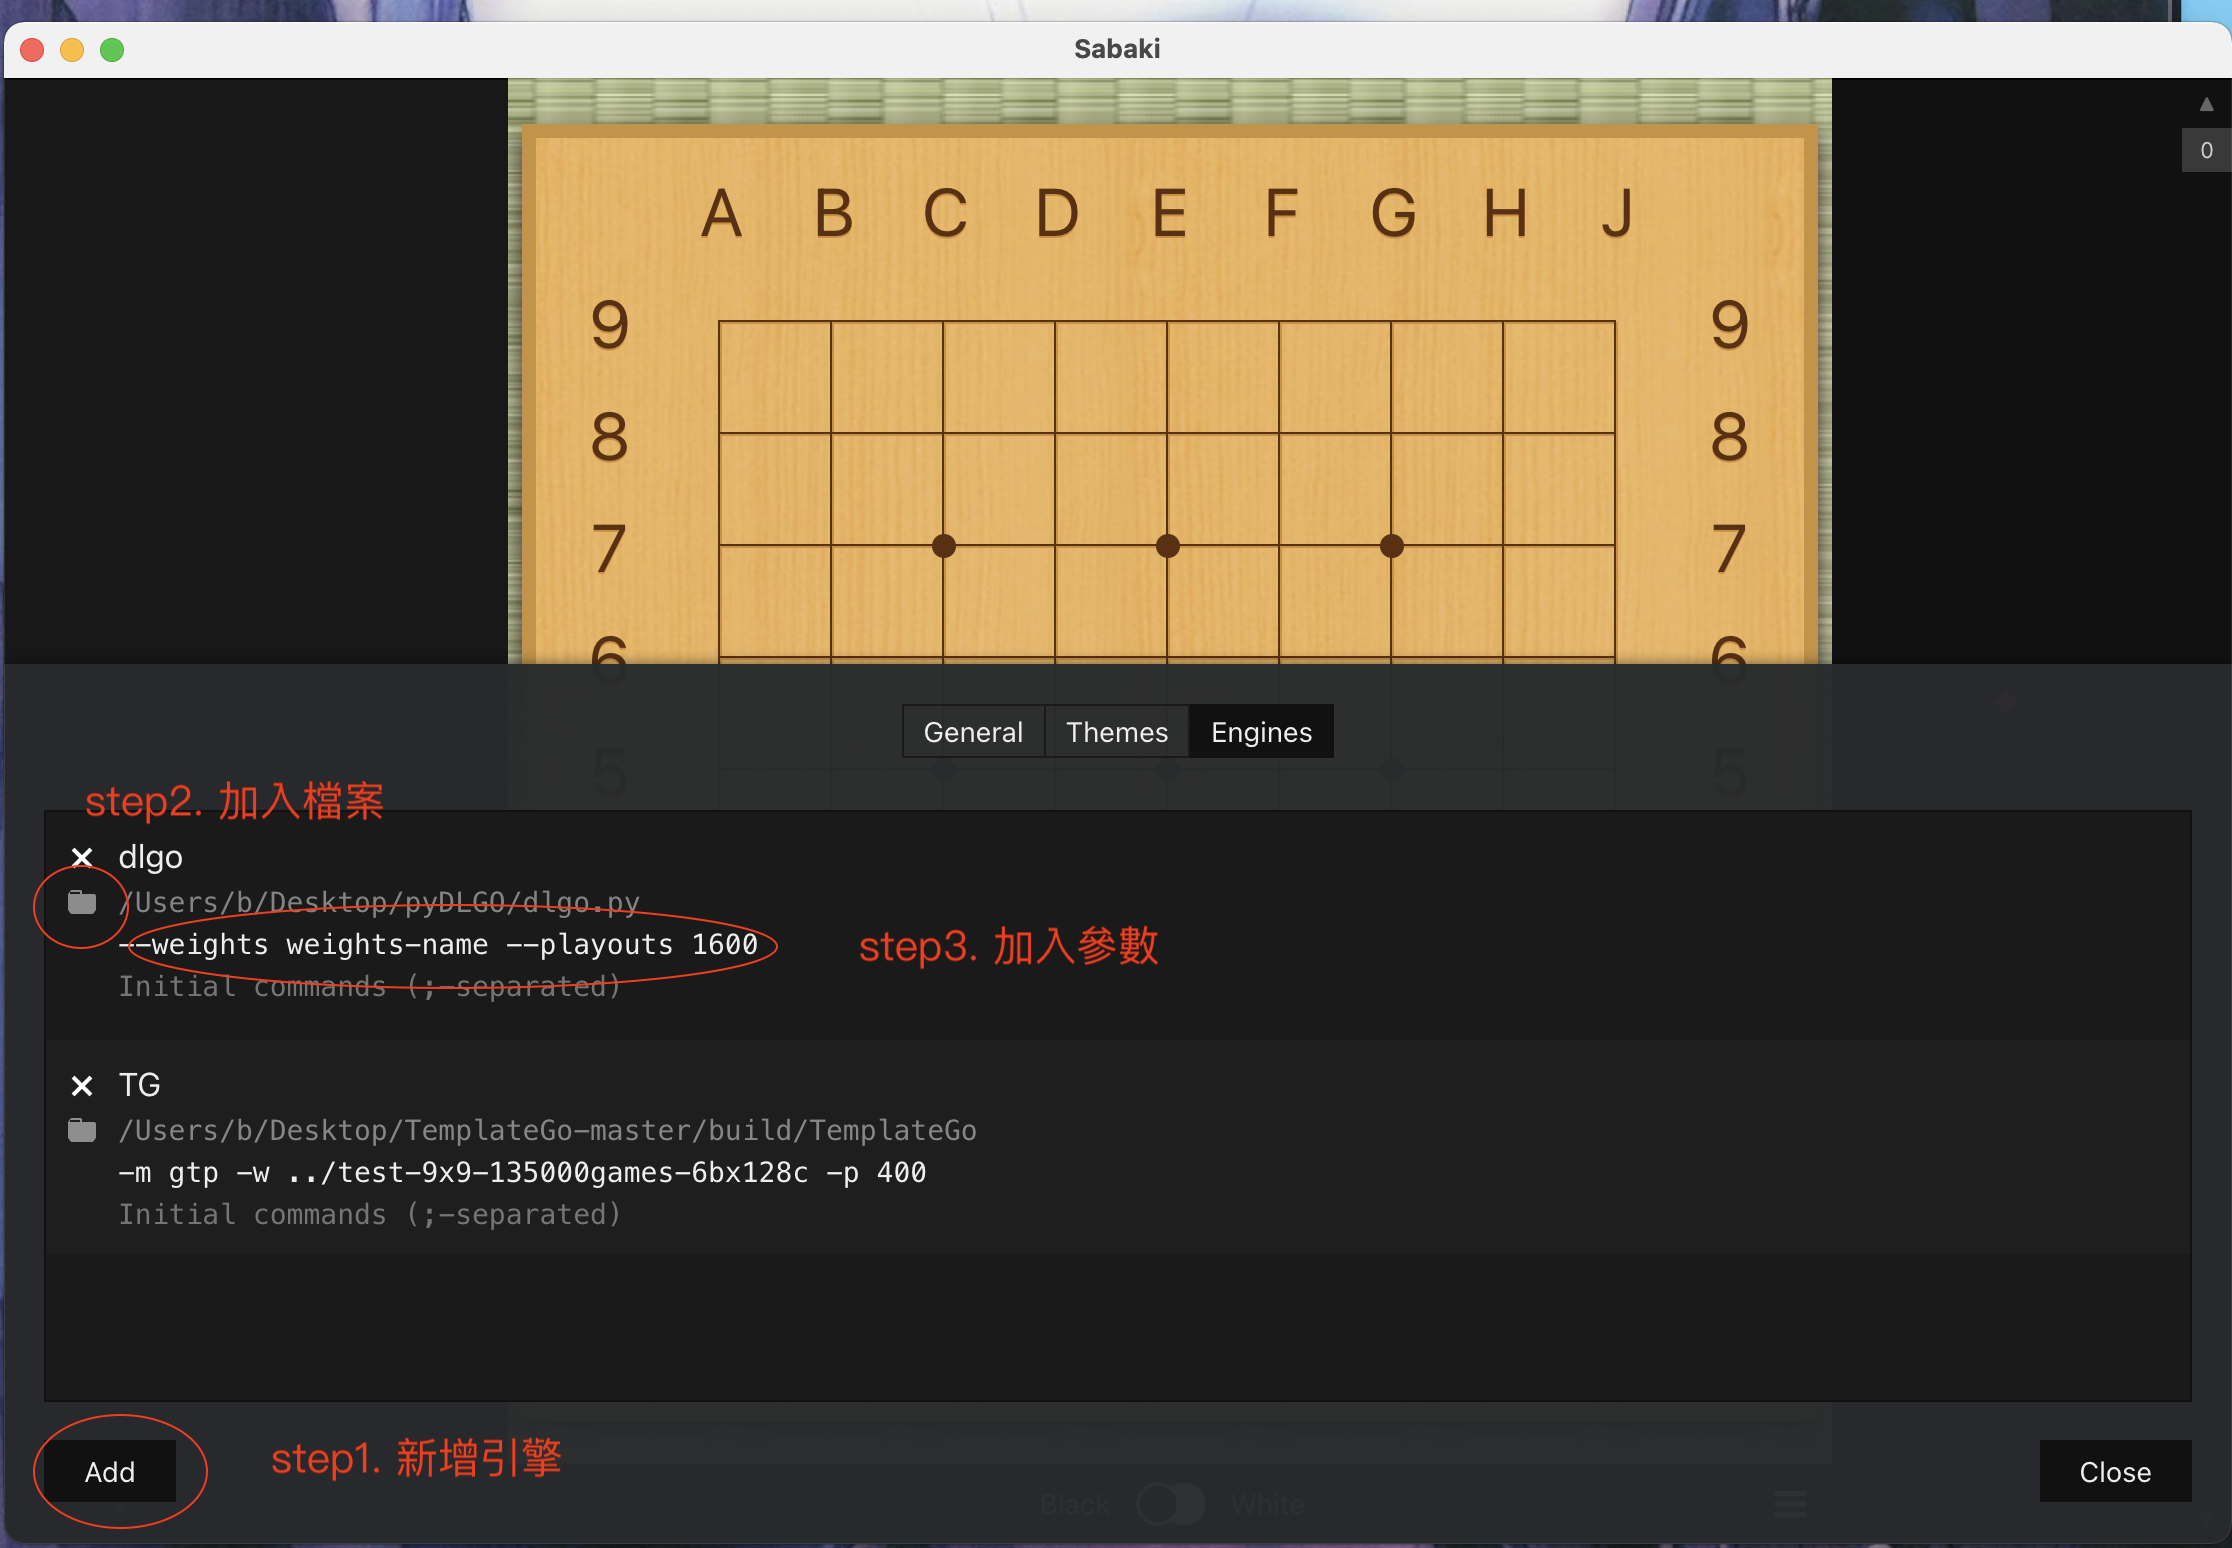 Sabaki
0
A B C D E F G H J
9 9
8 8
7 7
6 6
General Themes Engines
5 5
step2. 加入檔案
dlgo
/Users/b/Desktop/pyDLGO/dlgo.py
--weights weights-name --playouts 1600
step3. 加入參數
Initial commands (;-separated)
TG
/Users/b/Desktop/TemplateGo-master/build/TemplateGo
-m gtp -w ../test-9x9-135000games-6bx128c -p 400
Initial commands (;-separated)
Add
step1. 新增引擎
Close
Black White